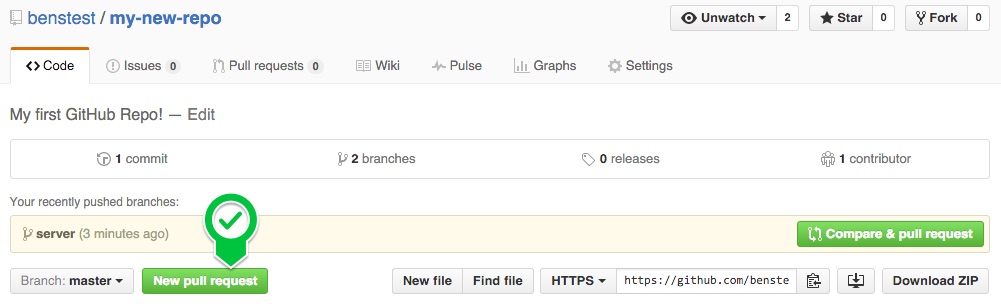 benstest / my-new-repo Unwatch 2 Star 0 Fork 0
<> Code Issues 0 Pull requests 0 Wiki Pulse Graphs Settings
My first GitHub Repo! — Edit
1 commit 2 branches 0 releases 1 contributor
Your recently pushed branches:
server (3 minutes ago) Compare & pull request
Branch: master New pull request New file Find file HTTPS https://github.com/benste Download ZIP